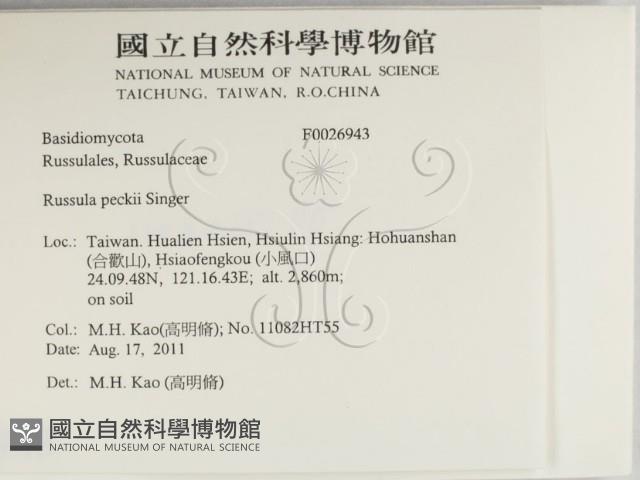 國立自然科學博物館
NATIONAL MUSEUM OF NATURAL SCIENCE
TAICHUNG, TAIWAN, R.O.CHINA
Basidiomycota F0026943
Russulales, Russulaceae
Russula peckii Singer
Loc.: Taiwan. Hualien Hsien, Hsiulin Hsiang: Hohuanshan
(合歡山), Hsiaofengkou (小風口)
24.09.48N, 121.16.43E; alt. 2,860m;
on soil
Col.: M.H. Kao(高明脩); No. 11082HT55
Date: Aug. 17, 2011
Det.: M.H. Kao (高明脩)
國立自然科學博物館
NATIONAL MUSEUM OF NATURAL SCIENCE